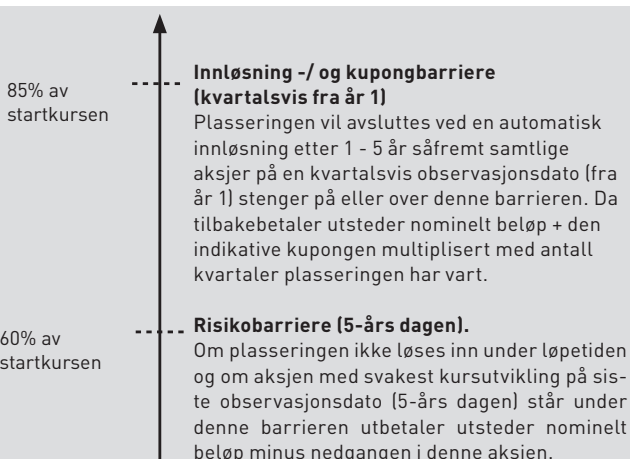 85% av
startkursen
Innløsning -/ og kupongbarriere
(kvartalsvis fra år 1)
Plasseringen vil avsluttes ved en automatisk
innløsning etter 1 - 5 år såfremt samtlige
aksjer på en kvartalsvis observasjonsdato (fra
år 1) stenger på eller over denne barrieren. Da
tilbakebetaler utsteder nominelt beløp + den
indikative kupongen multiplisert med antall
kvartaler plasseringen har vart.
60% av
startkursen
Risikobarriere (5-års dagen).
Om plasseringen ikke løses inn under løpetiden
og om aksjen med svakest kursutvikling på sis-
te observasjonsdato (5-års dagen) står under
denne barrieren utbetaler utsteder nominelt
beløp minus nedgangen i denne aksjen.